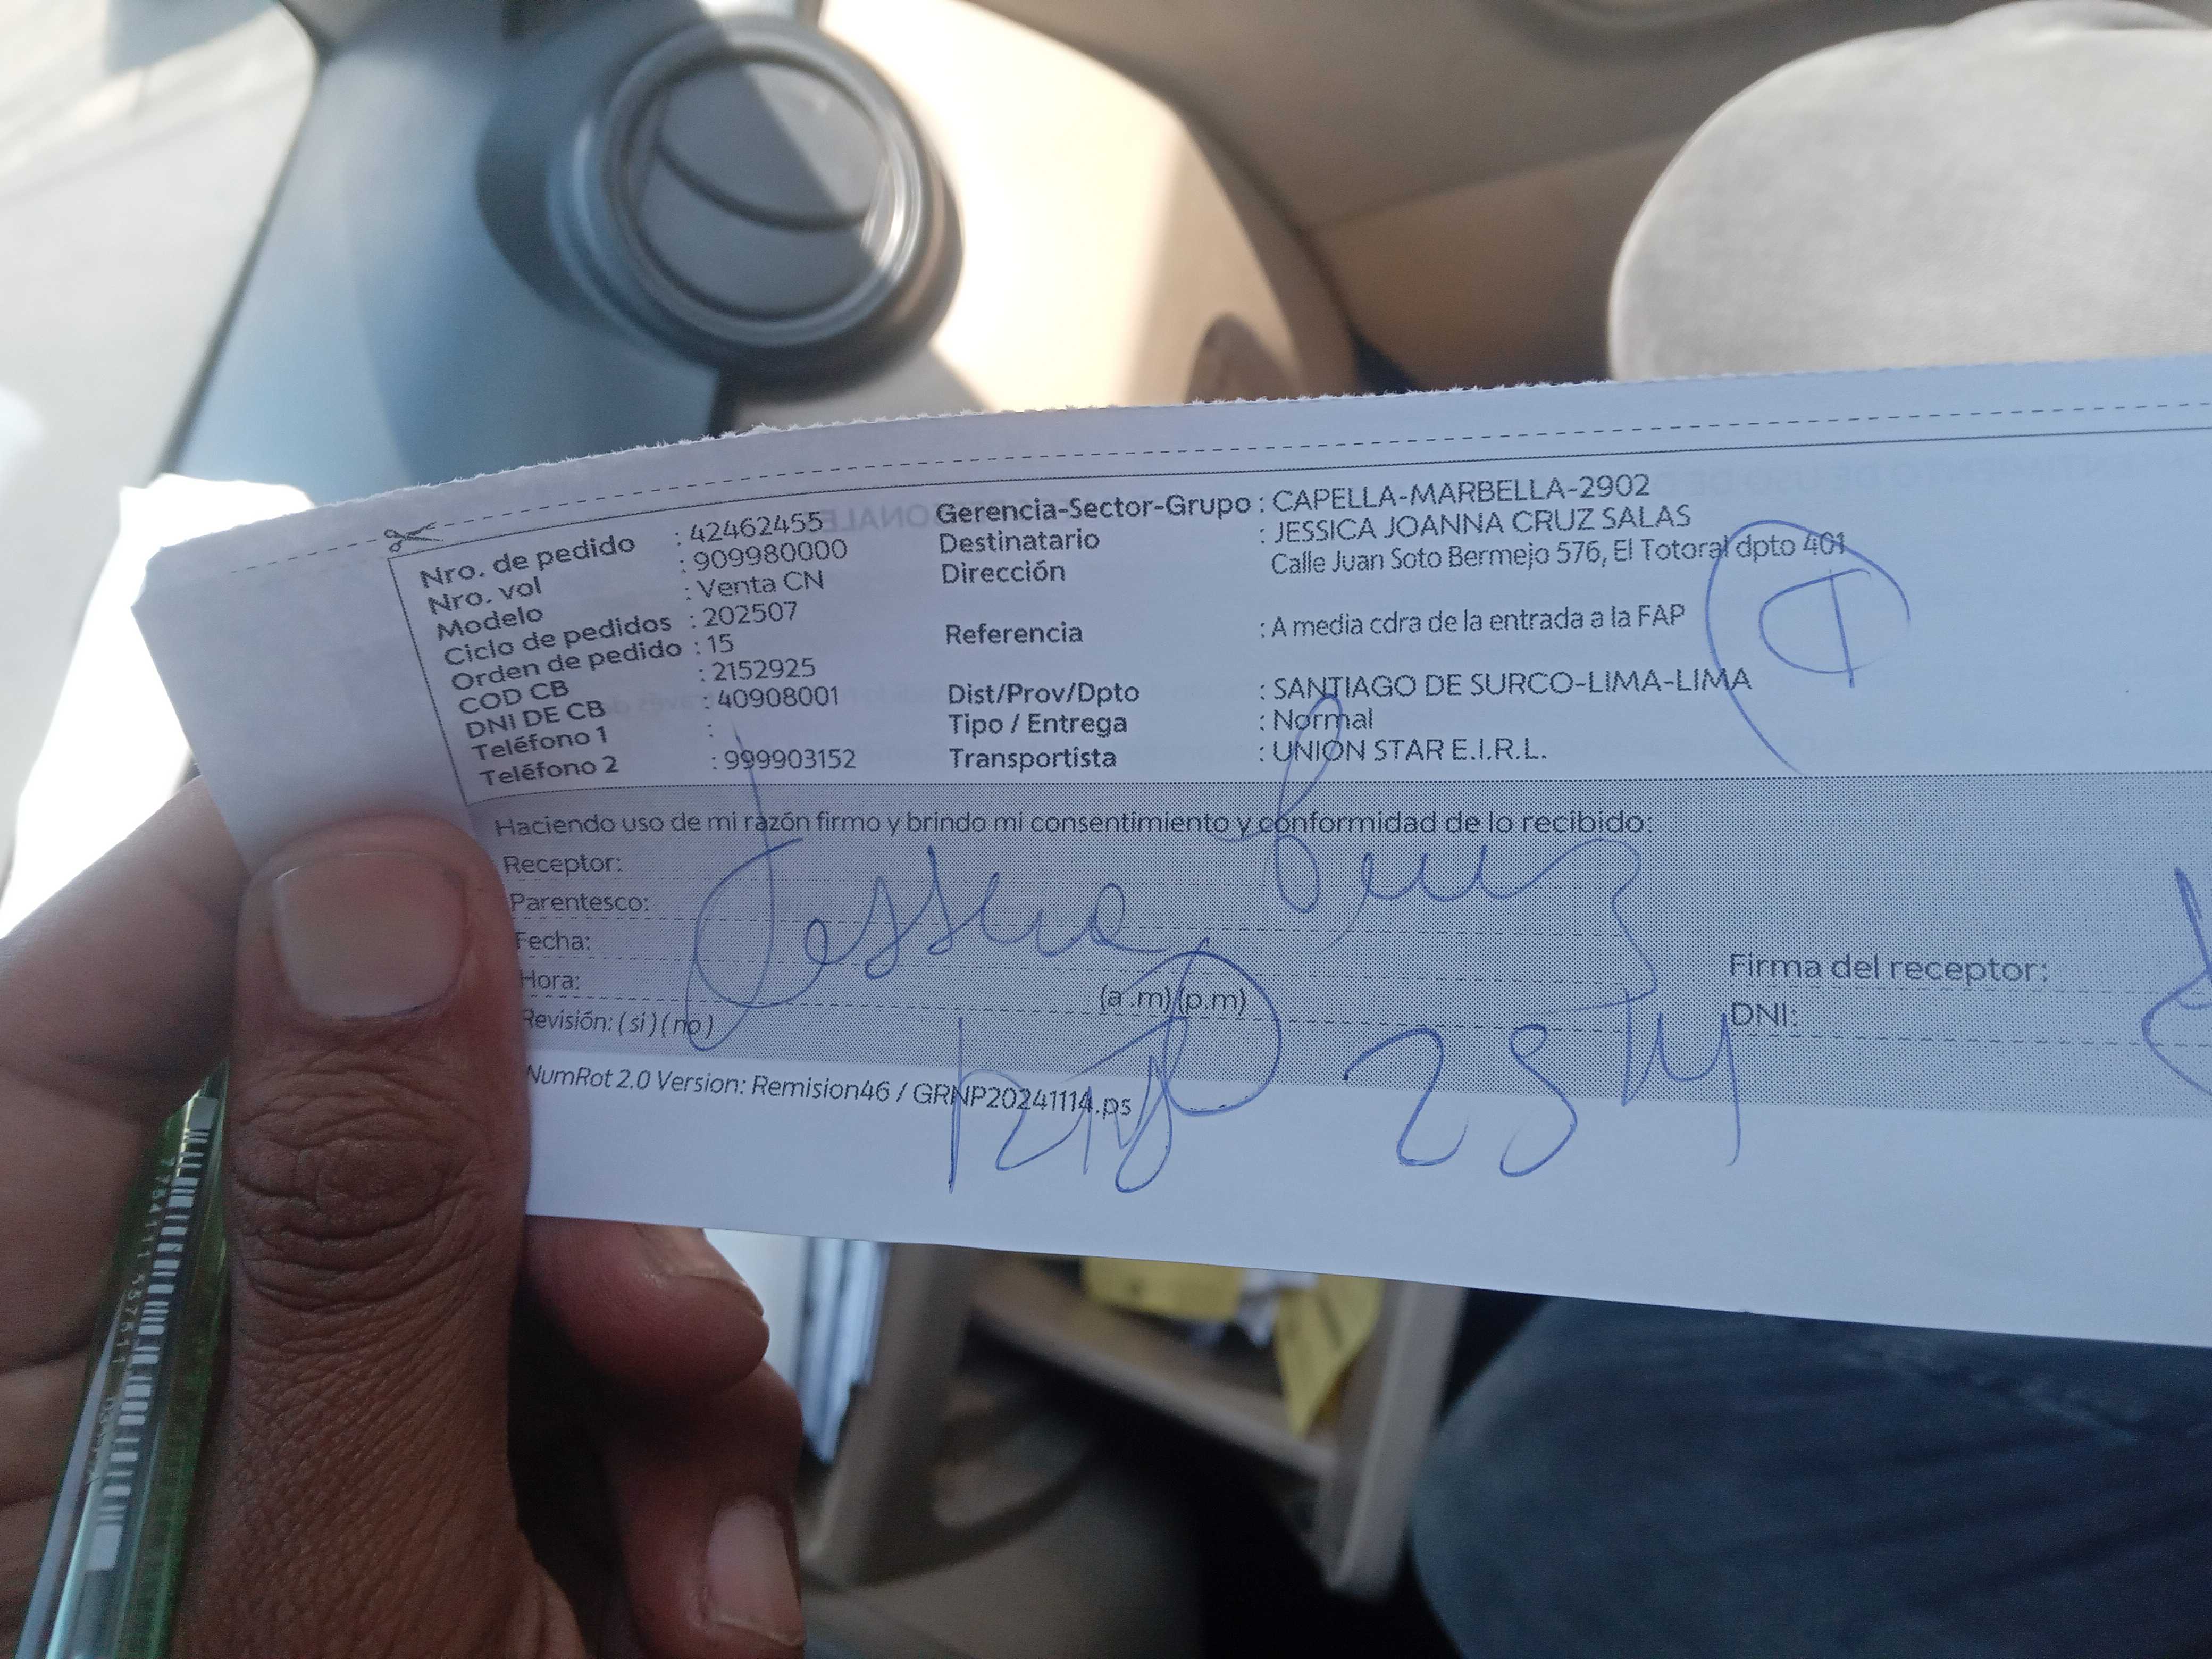 Nro. de pedido : 42462455
Nro. vol : 909980000
Modelo : Venta CN
Ciclo de pedidos : 202507
Orden de pedido : 15
COD CB : 2152925
DNI DE CB : 40908001
Teléfono 1 :
Teléfono 2 : 999903152
Gerencia-Sector-Grupo : CAPELLA-MARBELLA-2902
Destinatario : JESSICA JOANNA CRUZ SALAS
Dirección Calle Juan Soto Bermejo 576, El Totoral dpto 401
Referencia : A media cdra de la entrada a la FAP
Dist/Prov/Dpto : SANTIAGO DE SURCO-LIMA-LIMA
Tipo / Entrega : Normal
Transportista : UNION STAR E.I.R.L.
Haciendo uso de mi razón firmo y brindo mi consentimiento y conformidad de lo recibido:
Receptor:
Parentesco:
Jessica Cruz
Fecha:
Hora: (a .m) (p.m)
Revisión: (si) (no)
Firma del receptor:
DNI:
NumRot 2.0 Version: Remision46 / GRNP20241114.ps